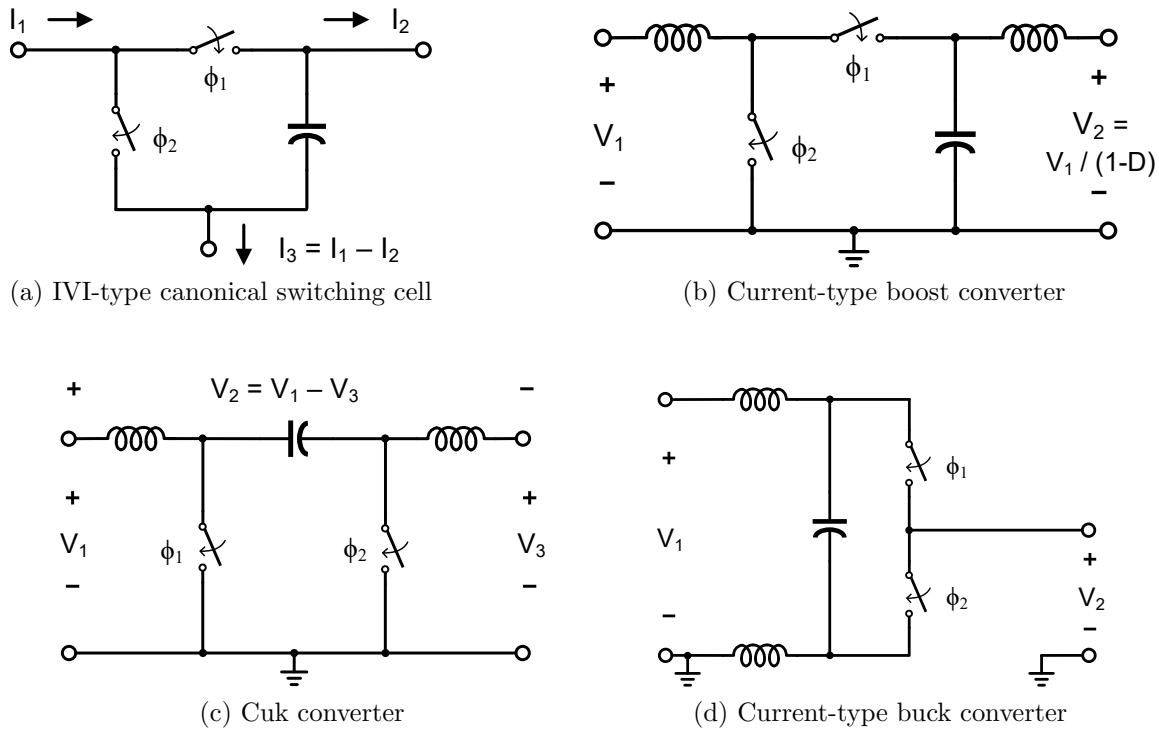 I₁ I₂
ϕ₁
ϕ₂
I₃ = I₁ – I₂
(a) IVI-type canonical switching cell
+ +
ϕ₁
V₁ ϕ₂ V₂ =
V₁ / (1-D)
– –
(b) Current-type boost converter
+ V₂ = V₁ – V₃ –
+ +
V₁ ϕ₁ ϕ₂ V₃
– –
(c) Cuk converter
+ ϕ₁
V₁
+
ϕ₂ V₂
– –
(d) Current-type buck converter